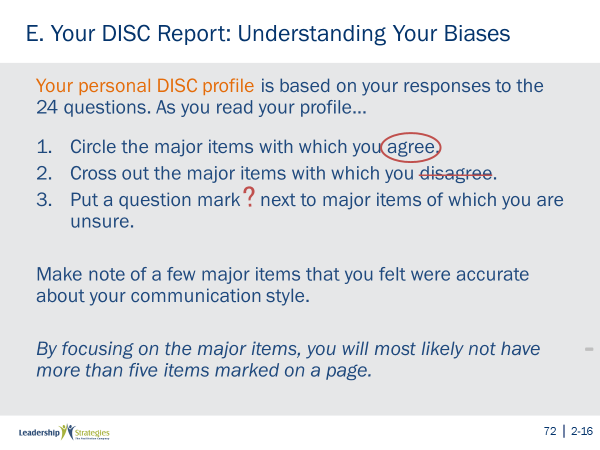 E. Your DISC Report: Understanding Your Biases
Your personal DISC profile is based on your responses to the
24 questions. As you read your profile...
1. Circle the major items with which you agree.
2. Cross out the major items with which you disagree.
3. Put a question mark ? next to major items of which you are
unsure.
Make note of a few major items that you felt were accurate
about your communication style.
By focusing on the major items, you will most likely not have
more than five items marked on a page.
Leadership Strategies
72 | 2-16